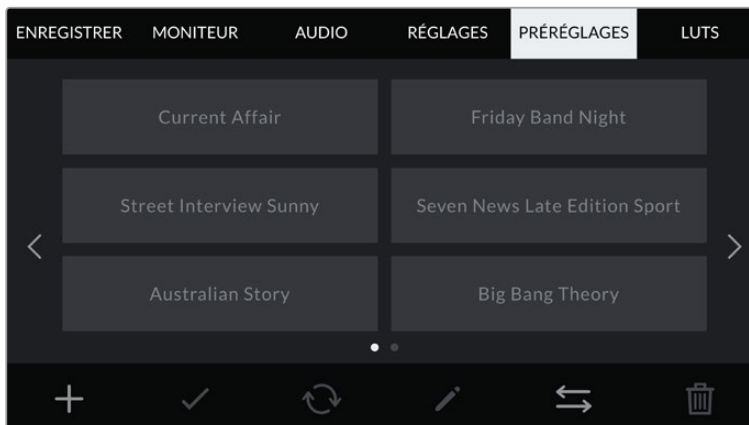 ENREGISTRER MONITEUR AUDIO RÉGLAGES PRÉRÉGLAGES LUTS
Current Affair Friday Band Night
Street Interview Sunny Seven News Late Edition Sport
Australian Story Big Bang Theory